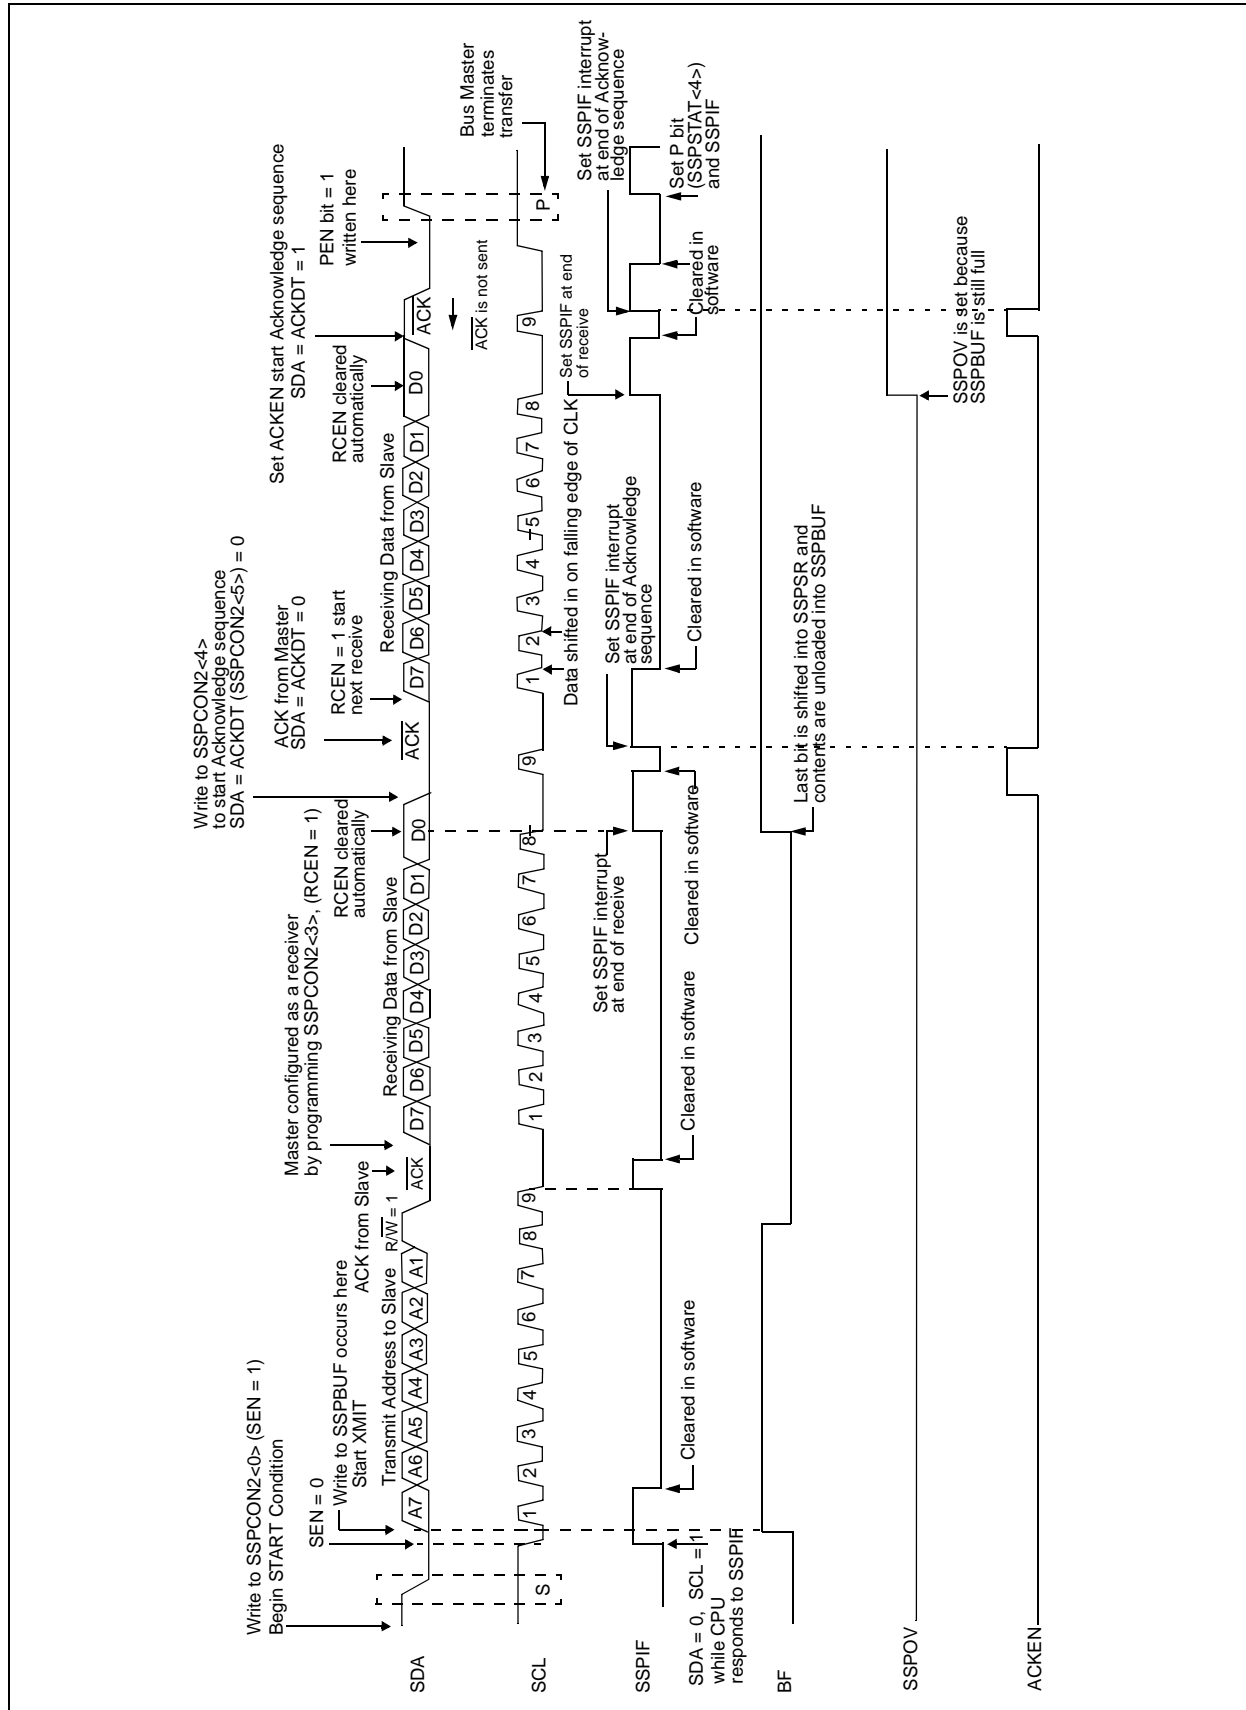 Write to SSPCON2<0> (SEN = 1)
Begin START Condition
SEN = 0
Write to SSPBUF occurs here
Start XMIT
ACK from Slave
Transmit Address to Slave
R/W = 1
Master configured as a receiver
by programming SSPCON2<3>, (RCEN = 1)
Receiving Data from Slave
RCEN cleared
automatically
Write to SSPCON2<4>
to start Acknowledge sequence
SDA = ACKDT (SSPCON2<5>) = 0
ACK from Master
SDA = ACKDT = 0
RCEN = 1 start
next receive
Receiving Data from Slave
RCEN cleared
automatically
Set ACKEN start Acknowledge sequence
SDA = ACKDT = 1
PEN bit = 1
written here
SDA
A7 A6 A5 A4 A3 A2 A1 ACK D7 D6 D5 D4 D3 D2 D1 D0 ACK D7 D6 D5 D4 D3 D2 D1 D0 ACK
ACK is not sent
Bus Master
terminates
transfer
SCL
S 1 2 3 4 5 6 7 8 9 1 2 3 4 5 6 7 8 9 1 2 3 4 5 6 7 8 9 P
Data shifted in on falling edge of CLK
Set SSPIF interrupt
at end of receive
Set SSPIF interrupt
at end of Acknowledge
sequence
Set SSPIF at end
of receive
Set SSPIF interrupt
at end of Acknow-
ledge sequence
SSPIF
SDA = 0, SCL = 1
while CPU
responds to SSPIF
Cleared in software
Cleared in software
Cleared in software
Cleared in software
Cleared in
software
Set P bit
(SSPSTAT<4>)
and SSPIF
BF
Last bit is shifted into SSPSR and
contents are unloaded into SSPBUF
SSPOV
SSPOV is set because
SSPBUF is still full
ACKEN